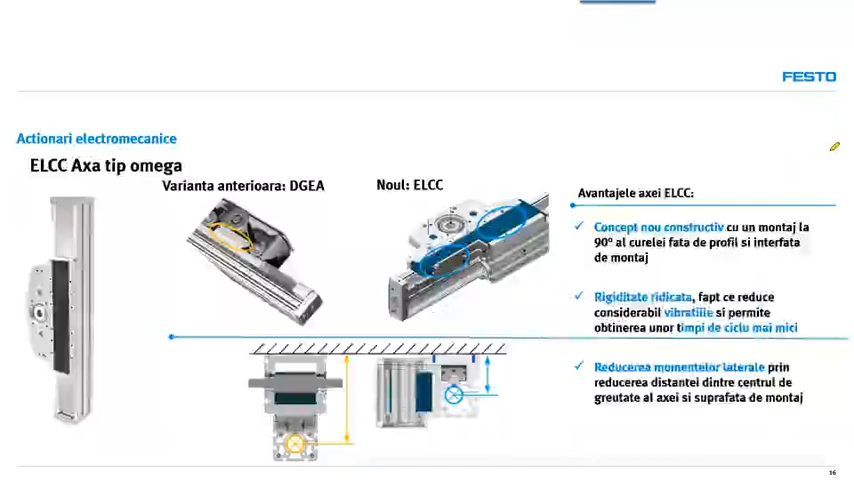 FESTO
Actionari electromecanice
ELCC Axa tip omega
Varianta anterioara: DGEA
Noul: ELCC
Avantajele axei ELCC:
✓ Concept nou constructiv cu un montaj la
90° al curelei fata de profil si interfata
de montaj
✓ Rigiditate ridicata, fapt ce reduce
considerabil vibratiile si permite
obtinerea unor timpi de ciclu mai mici
✓ Reducerea momentelor laterale prin
reducerea distantei dintre centrul de
greutate al axei si suprafata de montaj
16